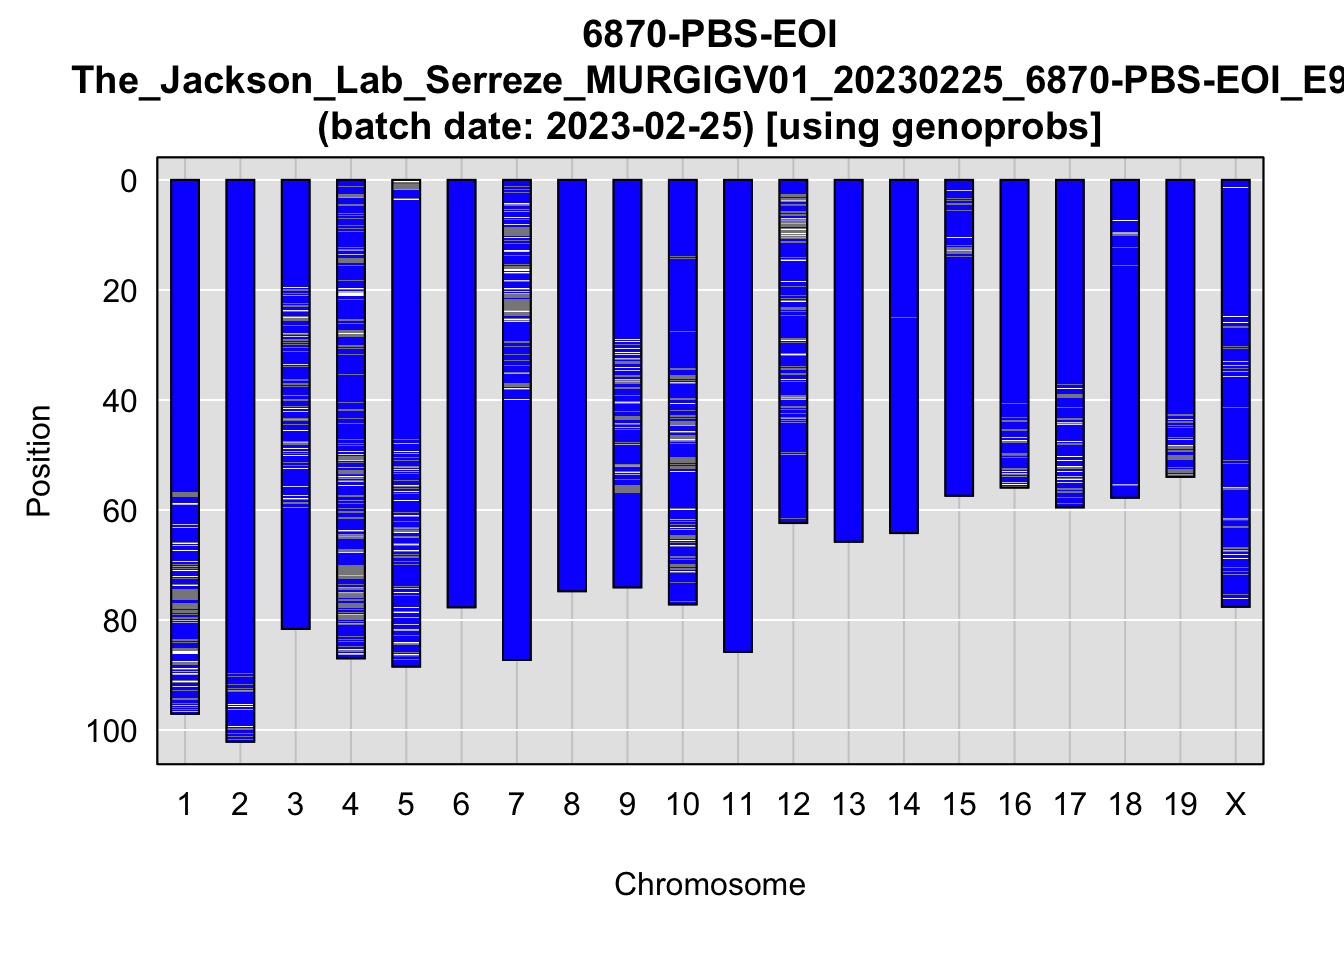 6870-PBS-EOI
The_Jackson_Lab_Serreze_MURGIGV01_20230225_6870-PBS-EOI_E9
(batch date: 2023-02-25) [using genoprobs]
0
20
40
60
80
100
Position
1 2 3 4 5 6 7 8 9 10 11 12 13 14 15 16 17 18 19 X
Chromosome